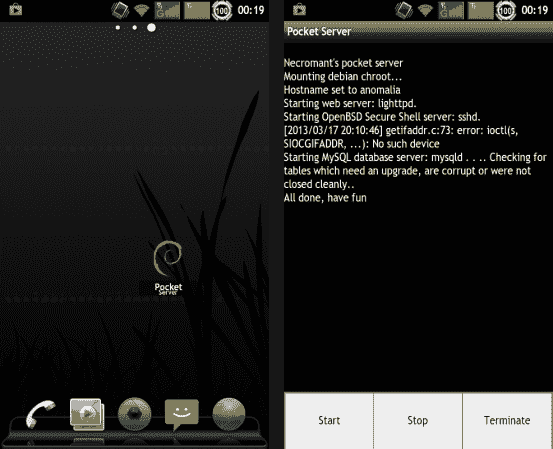 00:19
Pocket
Server
00:19
Pocket Server
Necromant's pocket server
Mounting debian chroot...
Hostname set to anomalia
Starting web server: lighttpd.
Starting OpenBSD Secure Shell server: sshd.
[2013/03/17 20:10:46] getifaddr.c:73: error: ioctl(s,
SIOCGIFADDR, ...): No such device
Starting MySQL database server: mysqld . . .. Checking for
tables which need an upgrade, are corrupt or were not
closed cleanly..
All done, have fun
Start
Stop
Terminate